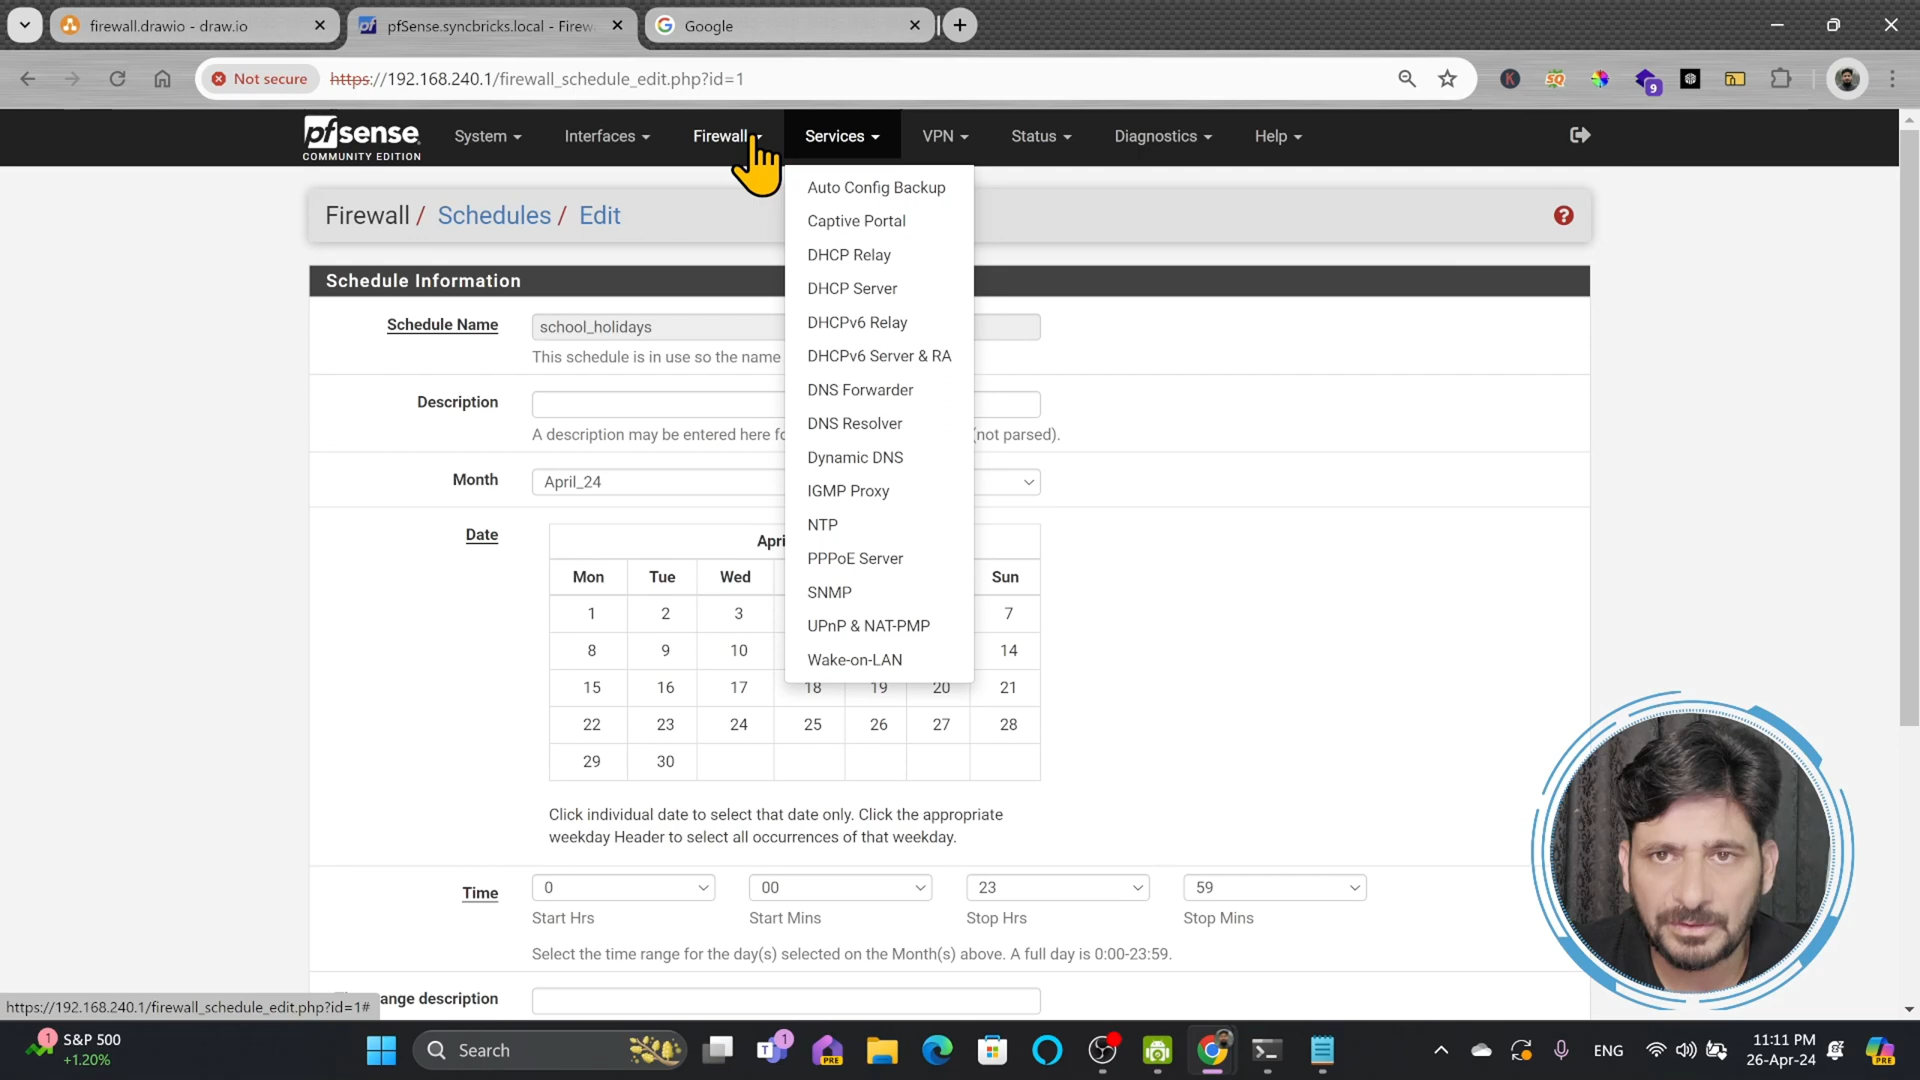 firewall.drawio - draw.io
pfSense.syncbricks.local - Firew
Google
Not secure
https://192.168.240.1/firewall_schedule_edit.php?id=1
9
pfsense
COMMUNITY EDITION
System
Interfaces
Firewall
Services
VPN
Status
Diagnostics
Help
Auto Config Backup
Captive Portal
DHCP Relay
DHCP Server
DHCPv6 Relay
DHCPv6 Server & RA
DNS Forwarder
DNS Resolver
Dynamic DNS
IGMP Proxy
NTP
PPPoE Server
SNMP
UPnP & NAT-PMP
Wake-on-LAN
Firewall / Schedules / Edit
Schedule Information
Schedule Name
school_holidays
This schedule is in use so the name
Description
A description may be entered here fo
(not parsed).
Month
April_24
Date
Apri
Mon Tue Wed Sun
1 2 3 7
8 9 10 14
15 16 17 18 19 20 21
22 23 24 25 26 27 28
29 30
Click individual date to select that date only. Click the appropriate
weekday Header to select all occurrences of that weekday.
Time
0 00 23 59
Start Hrs Start Mins Stop Hrs Stop Mins
Select the time range for the day(s) selected on the Month(s) above. A full day is 0:00-23:59.
ange description
https://192.168.240.1/firewall_schedule_edit.php?id=1#
1
S&P 500
+1.20%
Search
1
PRE
ENG
11:11 PM
26-Apr-24
PRE